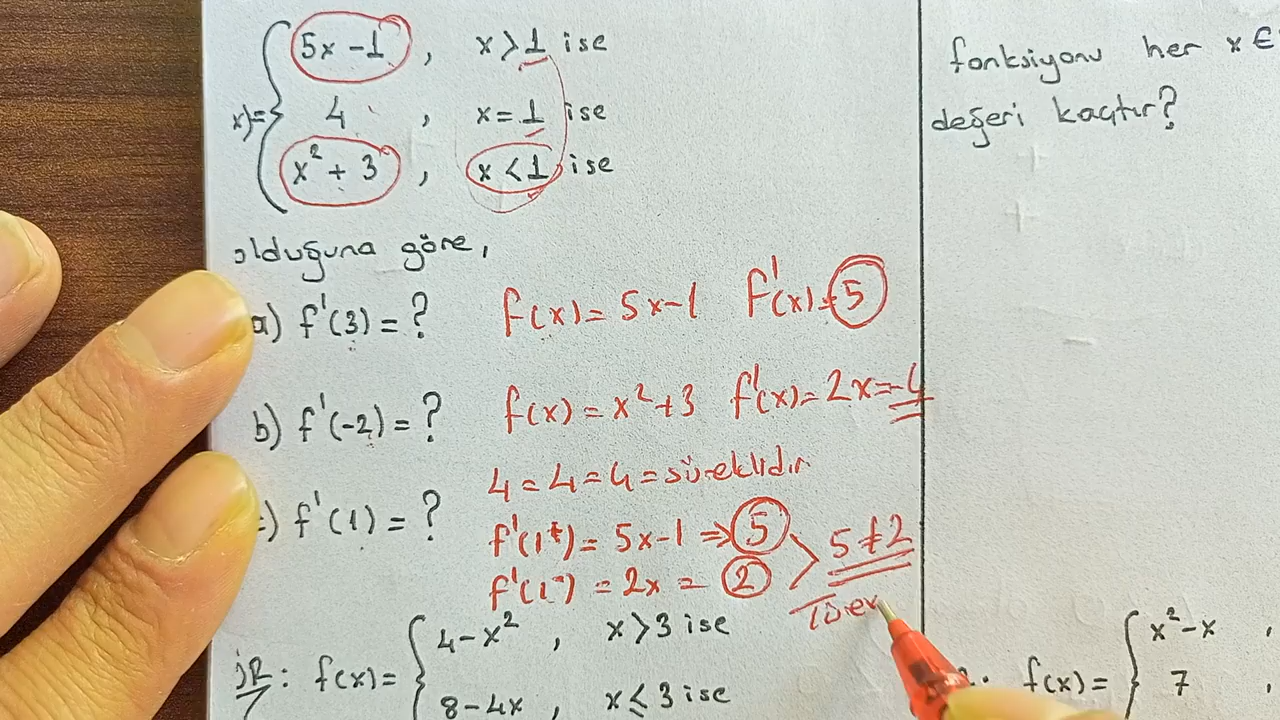 x)= { 5x-1 , x>1 ise
4 , x=1 ise
x²+3 , x<1 ise
olduğuna göre,
a) f'(3)=? f(x)=5x-1 f'(x)=5
b) f'(-2)=? f(x)=x²+3 f'(x)=2x=-4
c) f'(1)=? 4=4=4=süreklidir
f'(1⁺)=5x-1⇒5
f'(1⁻)=2x=2 > 5≠2
Türev
ÖR: f(x)= { 4-x² , x>3 ise
8-4x , x≤3 ise
fonksiyonu her x∈
değeri kaçtır?
f(x)= { x²-x ,
7 ,